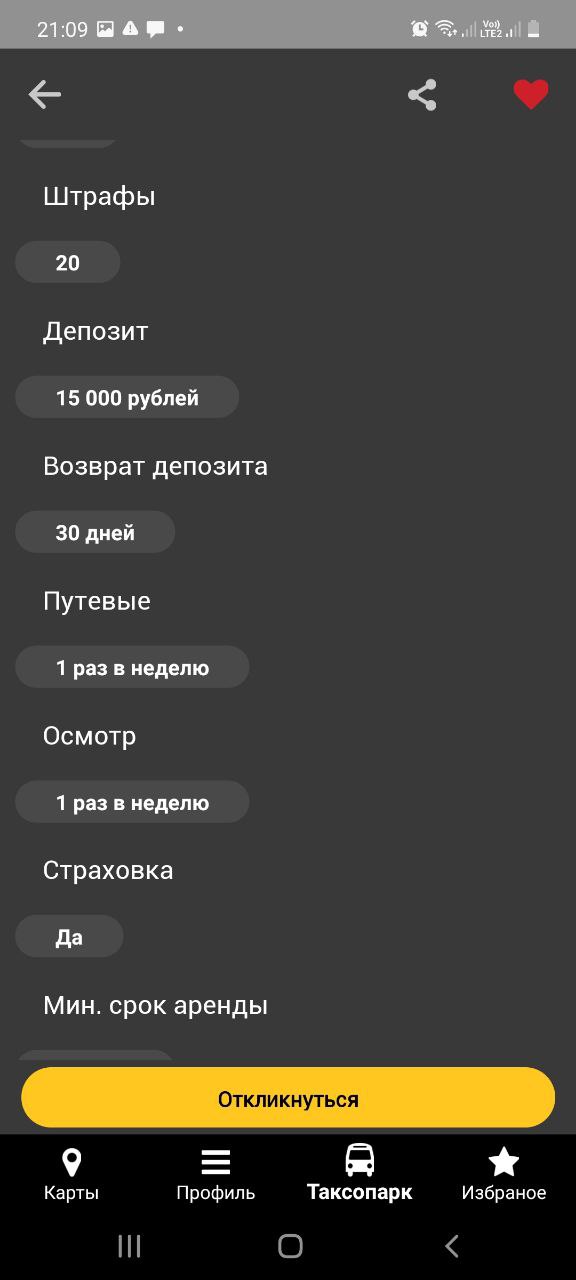 21:09
Vo))
LTE2
Штрафы
20
Депозит
15 000 рублей
Возврат депозита
30 дней
Путевые
1 раз в неделю
Осмотр
1 раз в неделю
Страховка
Да
Мин. срок аренды
Откликнуться
Карты
Профиль
Таксопарк
Избраное